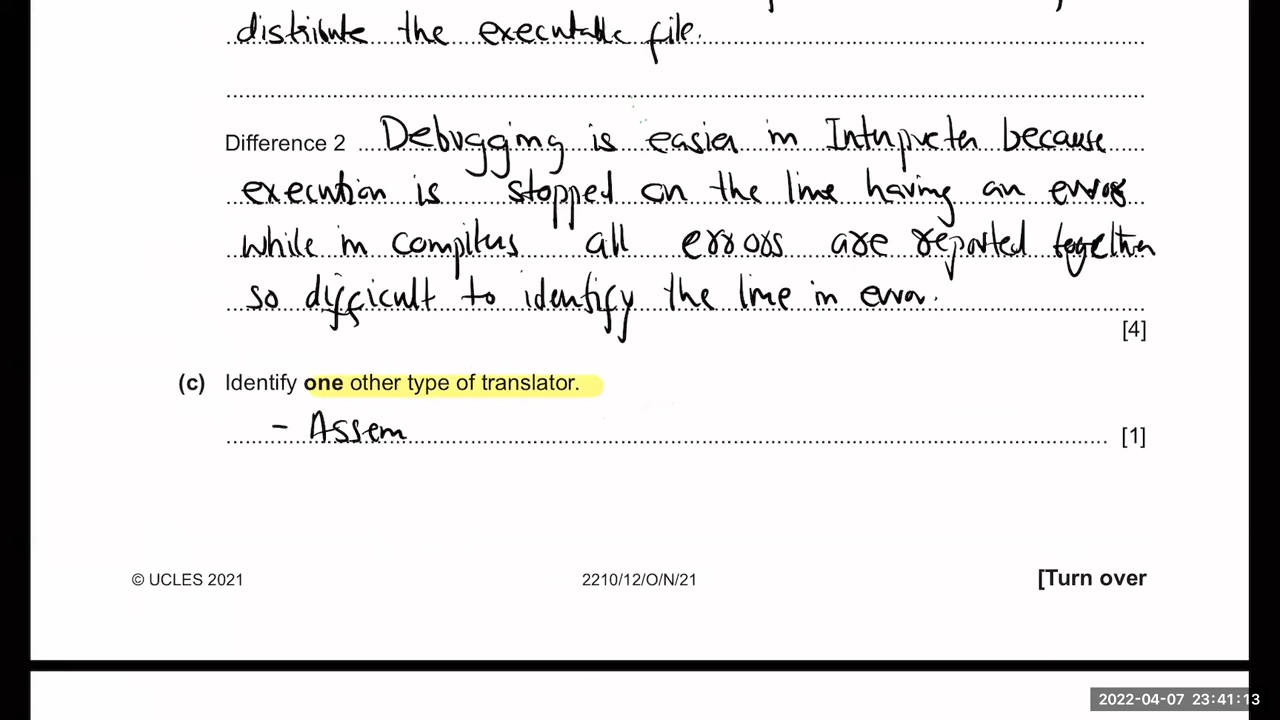 distribute the executable file.
Difference 2 Debugging is easier in Interpreter because
execution is stopped on the line having an error
while in compilers all errors are reported together
so difficult to identify the line in error.
[4]
(c) Identify one other type of translator.
- Assem
[1]
© UCLES 2021 2210/12/O/N/21 [Turn over
2022-04-07 23:41:13